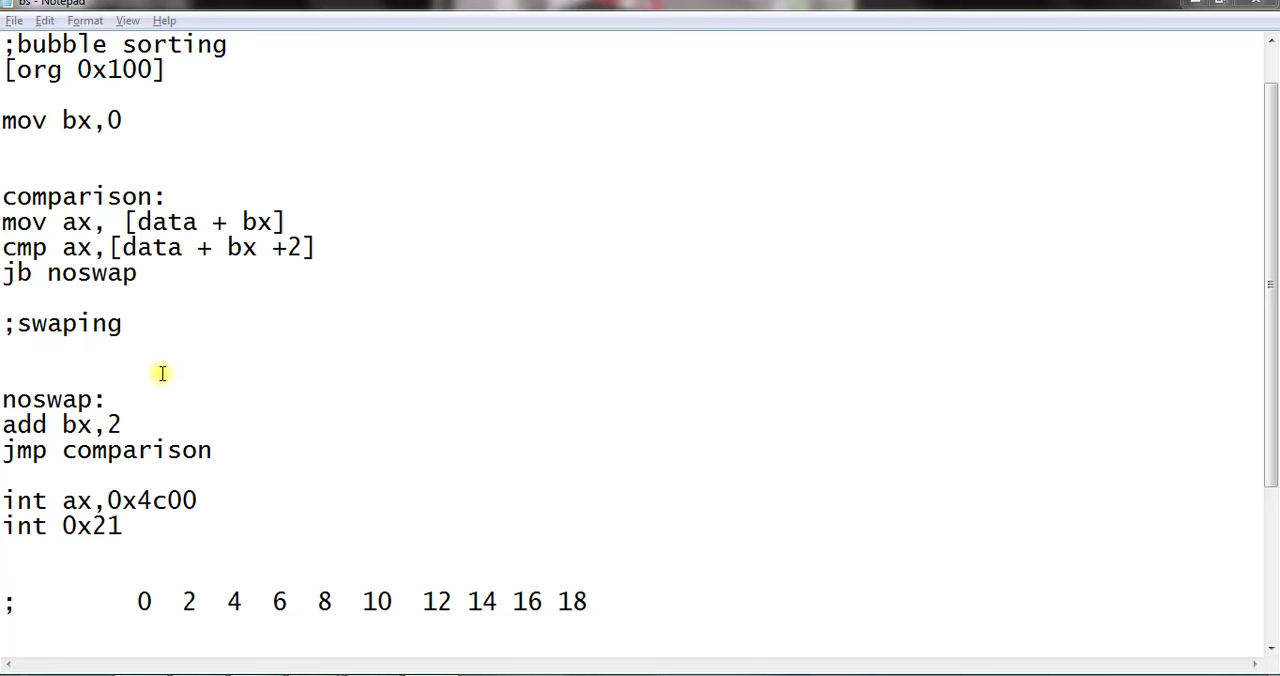 bs - Notepad
File Edit Format View Help
;bubble sorting
[org 0x100]
mov bx,0
comparison:
mov ax, [data + bx]
cmp ax,[data + bx +2]
jb noswap
;swaping
noswap:
add bx,2
jmp comparison
int ax,0x4c00
int 0x21
; 0 2 4 6 8 10 12 14 16 18